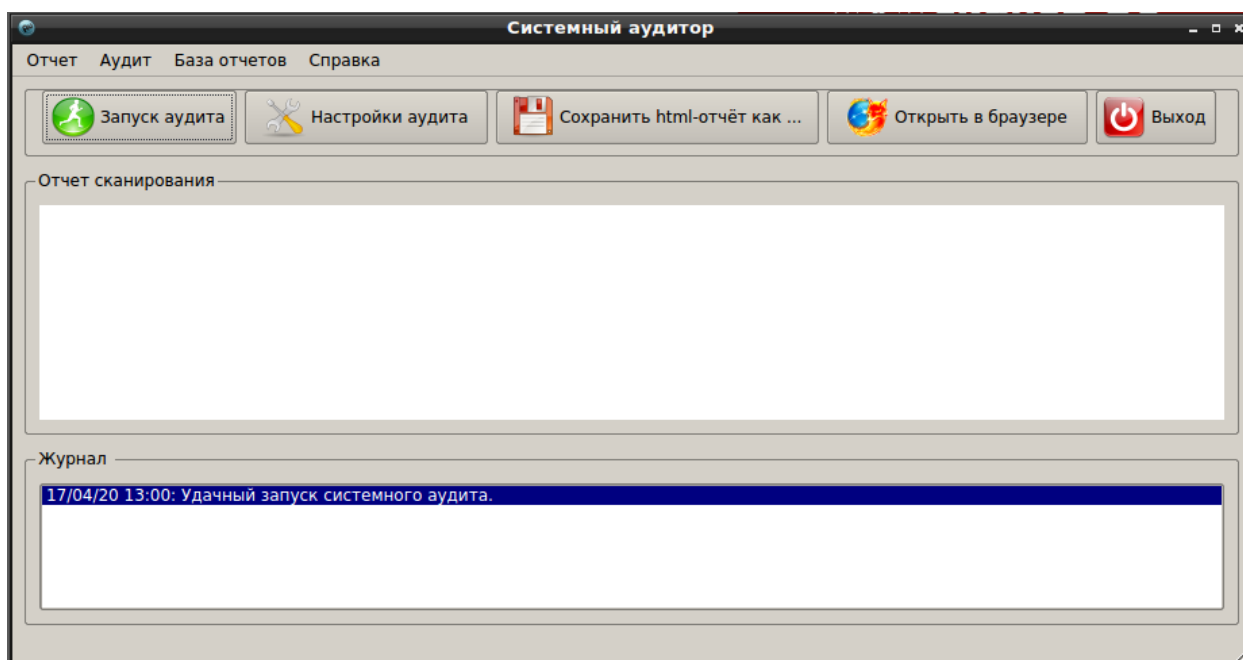 Системный аудитор
Отчет Аудит База отчетов Справка
Запуск аудита Настройки аудита Сохранить html-отчёт как ... Открыть в браузере Выход
Отчет сканирования
Журнал
17/04/20 13:00: Удачный запуск системного аудита.